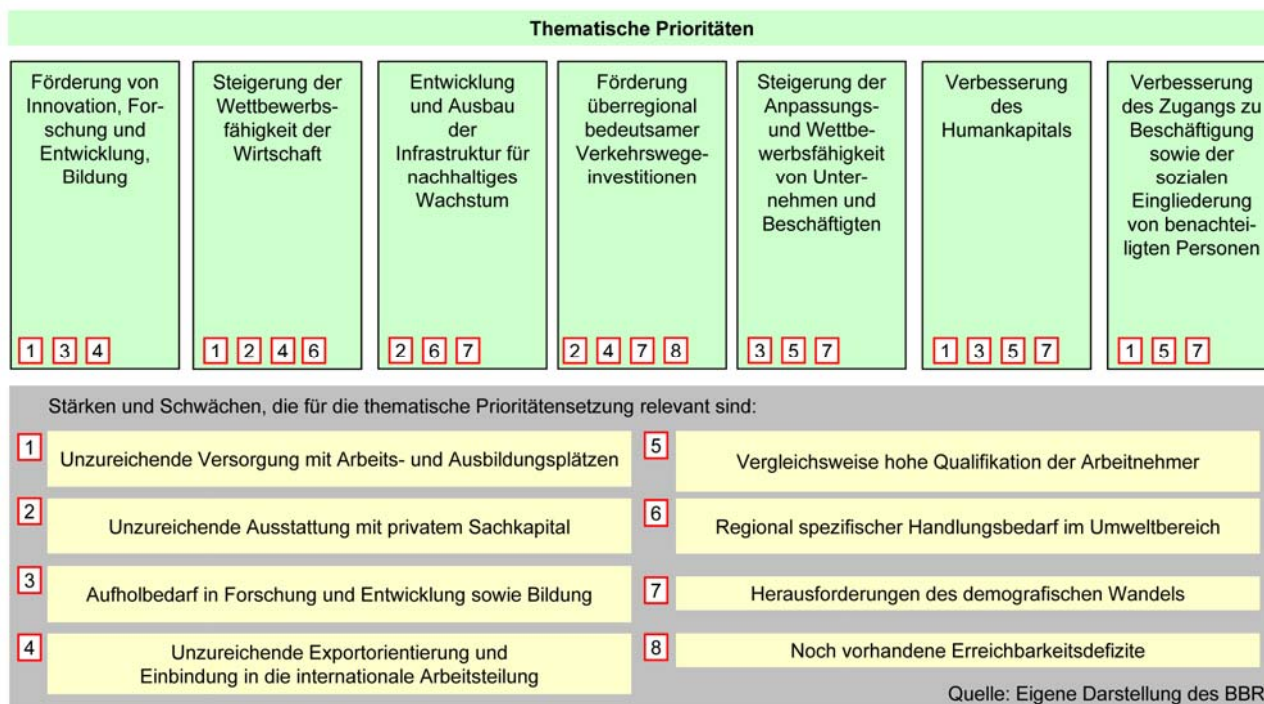 Thematische Prioritäten
Förderung von
Innovation, For-
schung und
Entwicklung,
Bildung
1 3 4
Steigerung der
Wettbewerbs-
fähigkeit der
Wirtschaft
1 2 4 6
Entwicklung
und Ausbau
der
Infrastruktur für
nachhaltiges
Wachstum
2 6 7
Förderung
überregional
bedeutsamer
Verkehrswege-
investitionen
2 4 7 8
Steigerung der
Anpassungs-
und Wettbe-
werbsfähigkeit
von Unter-
nehmen und
Beschäftigten
3 5 7
Verbesserung
des
Humankapitals
1 3 5 7
Verbesserung
des Zugangs zu
Beschäftigung
sowie der
sozialen
Eingliederung
von benachtei-
ligten Personen
1 5 7
Stärken und Schwächen, die für die thematische Prioritätensetzung relevant sind:
1
Unzureichende Versorgung mit Arbeits- und Ausbildungsplätzen
2
Unzureichende Ausstattung mit privatem Sachkapital
3
Aufholbedarf in Forschung und Entwicklung sowie Bildung
4
Unzureichende Exportorientierung und
Einbindung in die internationale Arbeitsteilung
5
Vergleichsweise hohe Qualifikation der Arbeitnehmer
6
Regional spezifischer Handlungsbedarf im Umweltbereich
7
Herausforderungen des demografischen Wandels
8
Noch vorhandene Erreichbarkeitsdefizite
Quelle: Eigene Darstellung des BBR